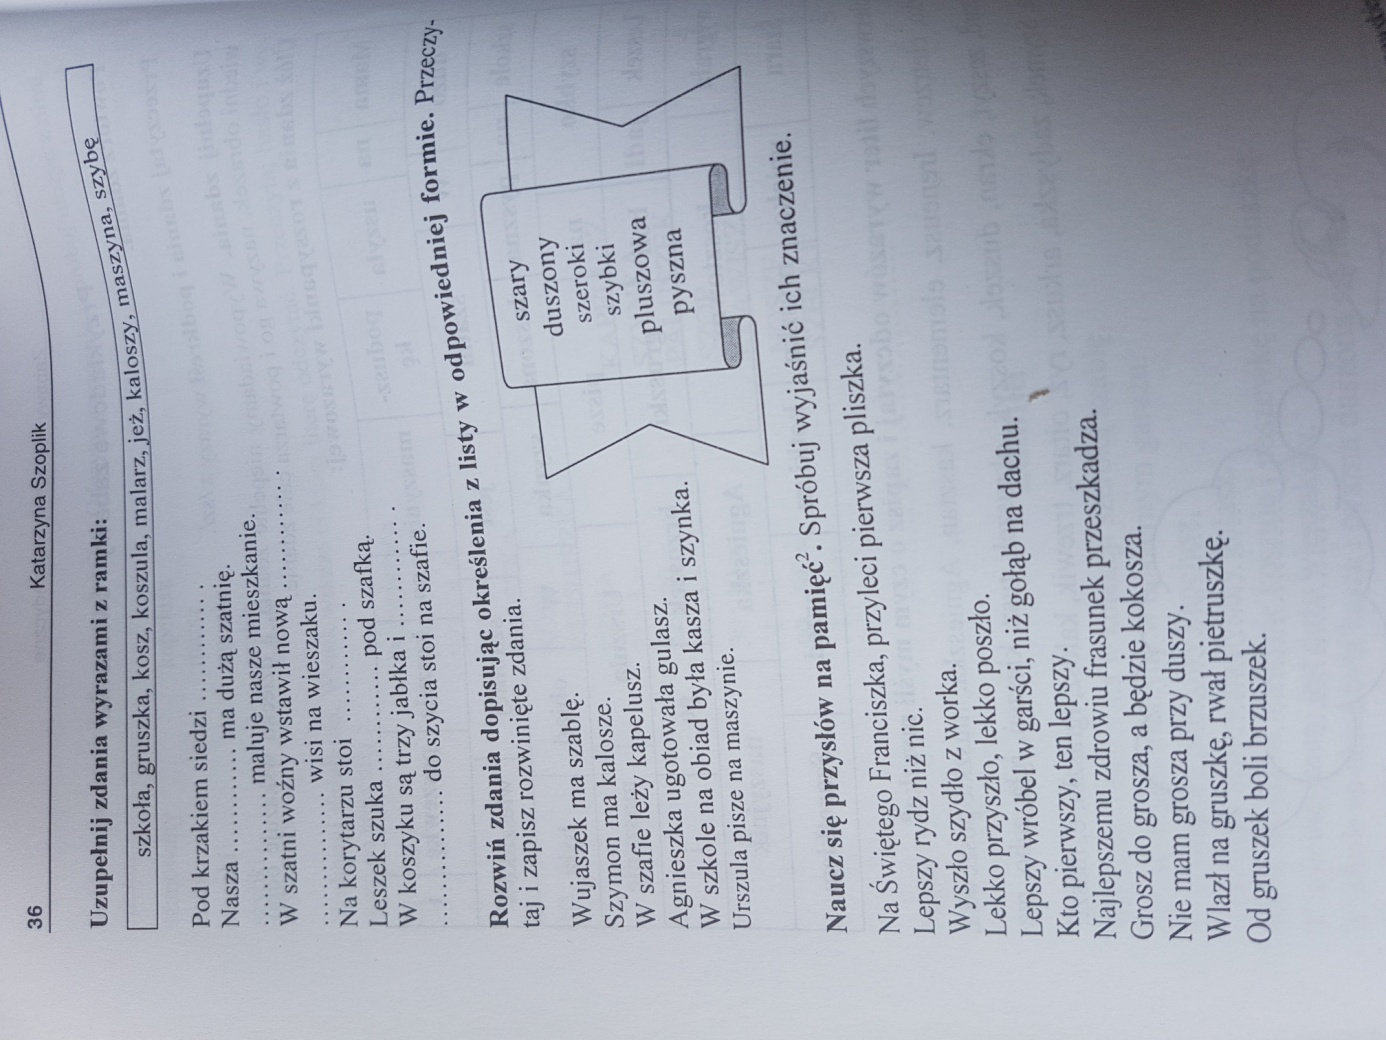 36 Katarzyna Szoplik
Uzupełnij zdania wyrazami z ramki:
szkoła, gruszka, kosz, koszula, malarz, jeż, kaloszy, maszyna, szybę
Pod krzakiem siedzi ............
Nasza ............ ma dużą szatnię.
............ maluje nasze mieszkanie.
W szatni woźny wstawił nową ............ .
............ wisi na wieszaku.
Na korytarzu stoi ............ .
Leszek szuka ............ pod szafką.
W koszyku są trzy jabłka i ............
............ do szycia stoi na szafie.
Rozwiń zdania dopisując określenia z listy w odpowiedniej formie. Przeczy-
taj i zapisz rozwinięte zdania.
Wujaszek ma szablę.
Szymon ma kalosze.
W szafie leży kapelusz.
Agnieszka ugotowała gulasz.
W szkole na obiad była kasza i szynka.
Urszula pisze na maszynie.
szary
duszony
szeroki
szybki
pluszowa
pyszna
Naucz się przysłów na pamięć². Spróbuj wyjaśnić ich znaczenie.
Na Świętego Franciszka, przyleci pierwsza pliszka.
Lepszy rydz niż nic.
Wyszło szydło z worka.
Lekko przyszło, lekko poszło.
Lepszy wróbel w garści, niż gołąb na dachu.
Kto pierwszy, ten lepszy.
Najlepszemu zdrowiu frasunek przeszkadza.
Grosz do grosza, a będzie kokosza.
Nie mam grosza przy duszy.
Wlazł na gruszkę, rwał pietruszkę.
Od gruszek boli brzuszek.